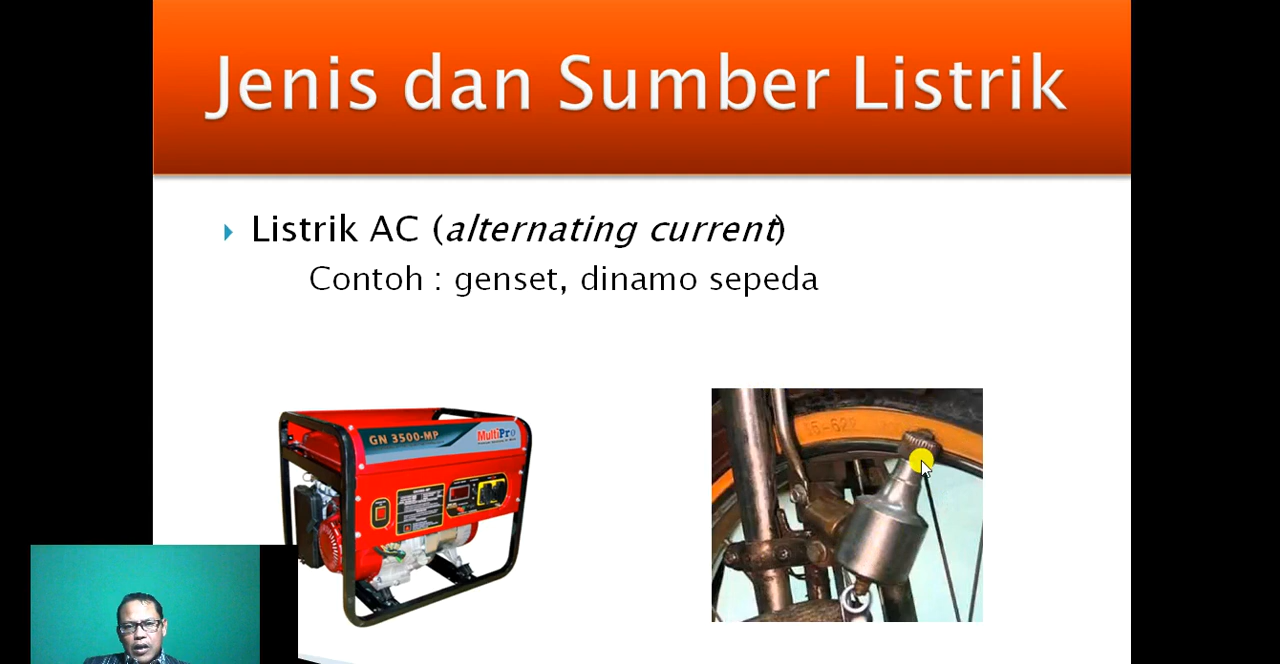 Jenis dan Sumber Listrik
Listrik AC (alternating current)
Contoh : genset, dinamo sepeda
GN 3500-MP
MultiPro